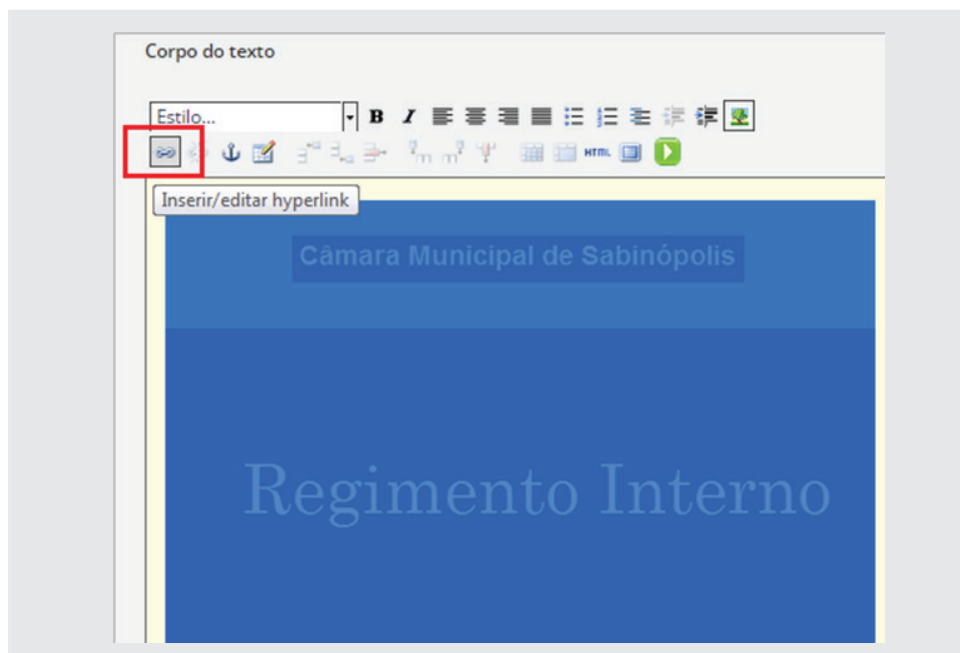 Corpo do texto
Estilo...
B I
HTML
Inserir/editar hyperlink
Câmara Municipal de Sabinópolis
Regimento Interno